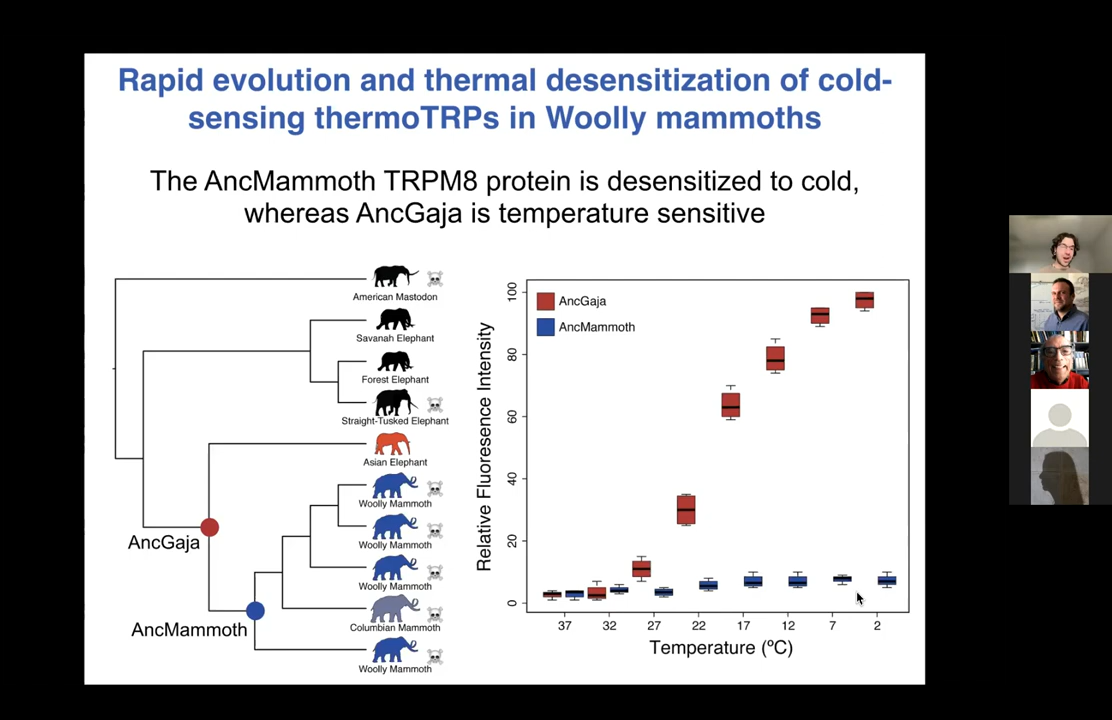 Rapid evolution and thermal desensitization of cold-
sensing thermoTRPs in Woolly mammoths
The AncMammoth TRPM8 protein is desensitized to cold,
whereas AncGaja is temperature sensitive
American Mastodon
Savanah Elephant
Forest Elephant
Straight-Tusked Elephant
Asian Elephant
Woolly Mammoth
Woolly Mammoth
Woolly Mammoth
Columbian Mammoth
Woolly Mammoth
AncGaja
AncMammoth
Relative Fluoresence Intensity
100
80
60
40
20
0
AncGaja
AncMammoth
37 32 27 22 17 12 7 2
Temperature (ºC)